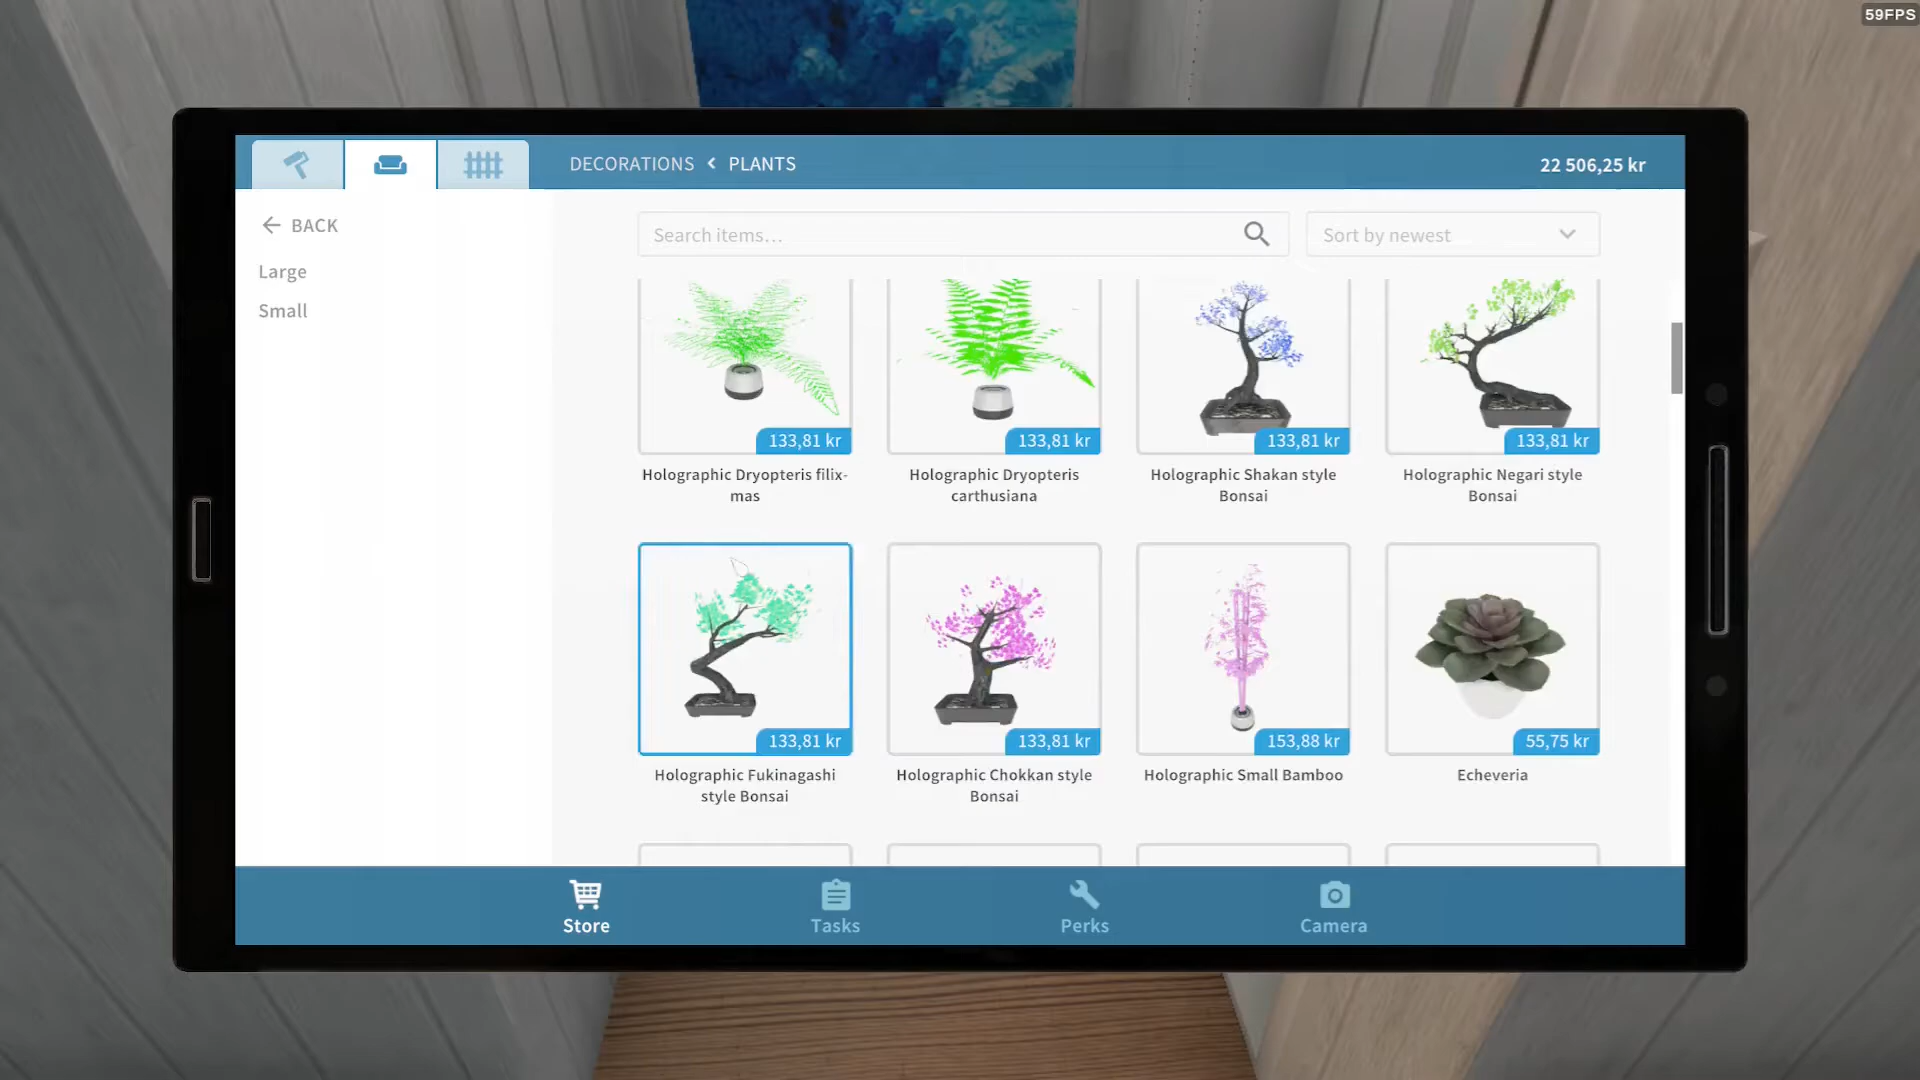 59FPS
DECORATIONS < PLANTS
22 506,25 kr
BACK
Large
Small
Search items...
Sort by newest
133,81 kr
133,81 kr
133,81 kr
133,81 kr
Holographic Dryopteris filix-
mas
Holographic Dryopteris
carthusiana
Holographic Shakan style
Bonsai
Holographic Negari style
Bonsai
133,81 kr
133,81 kr
153,88 kr
55,75 kr
Holographic Fukinagashi
style Bonsai
Holographic Chokkan style
Bonsai
Holographic Small Bamboo
Echeveria
Store
Tasks
Perks
Camera